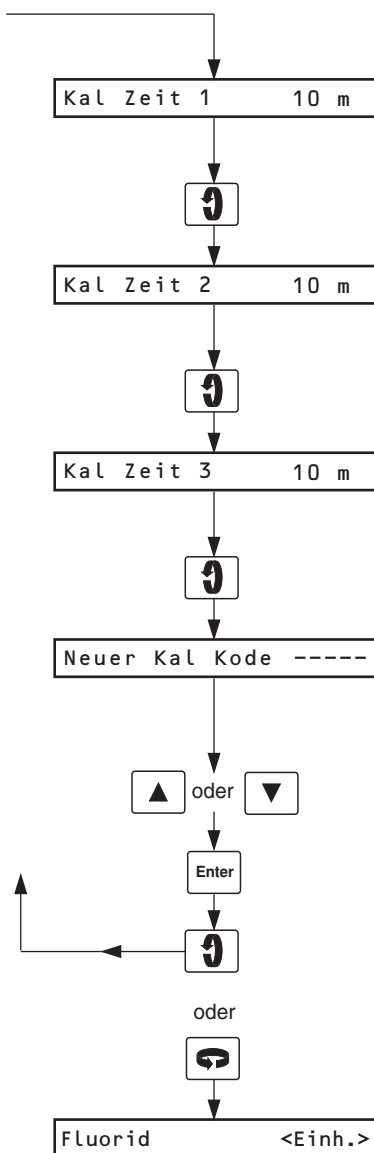 Kal Zeit 1 10 m
Kal Zeit 2 10 m
Kal Zeit 3 10 m
Neuer Kal Kode -----
oder
Enter
oder
Fluorid <Einh.>